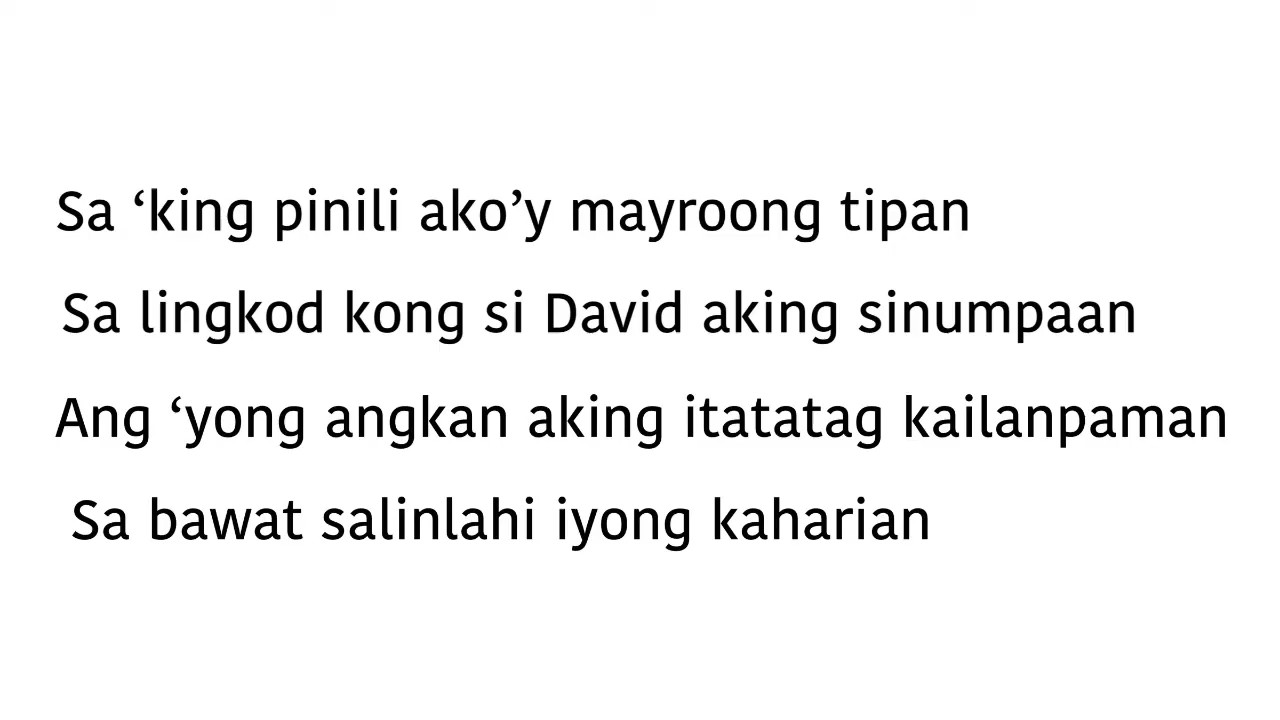 Sa ‘king pinili ako’y mayroong tipan
Sa lingkod kong si David aking sinumpaan
Ang ‘yong angkan aking itatatag kailanpaman
Sa bawat salinlahi iyong kaharian